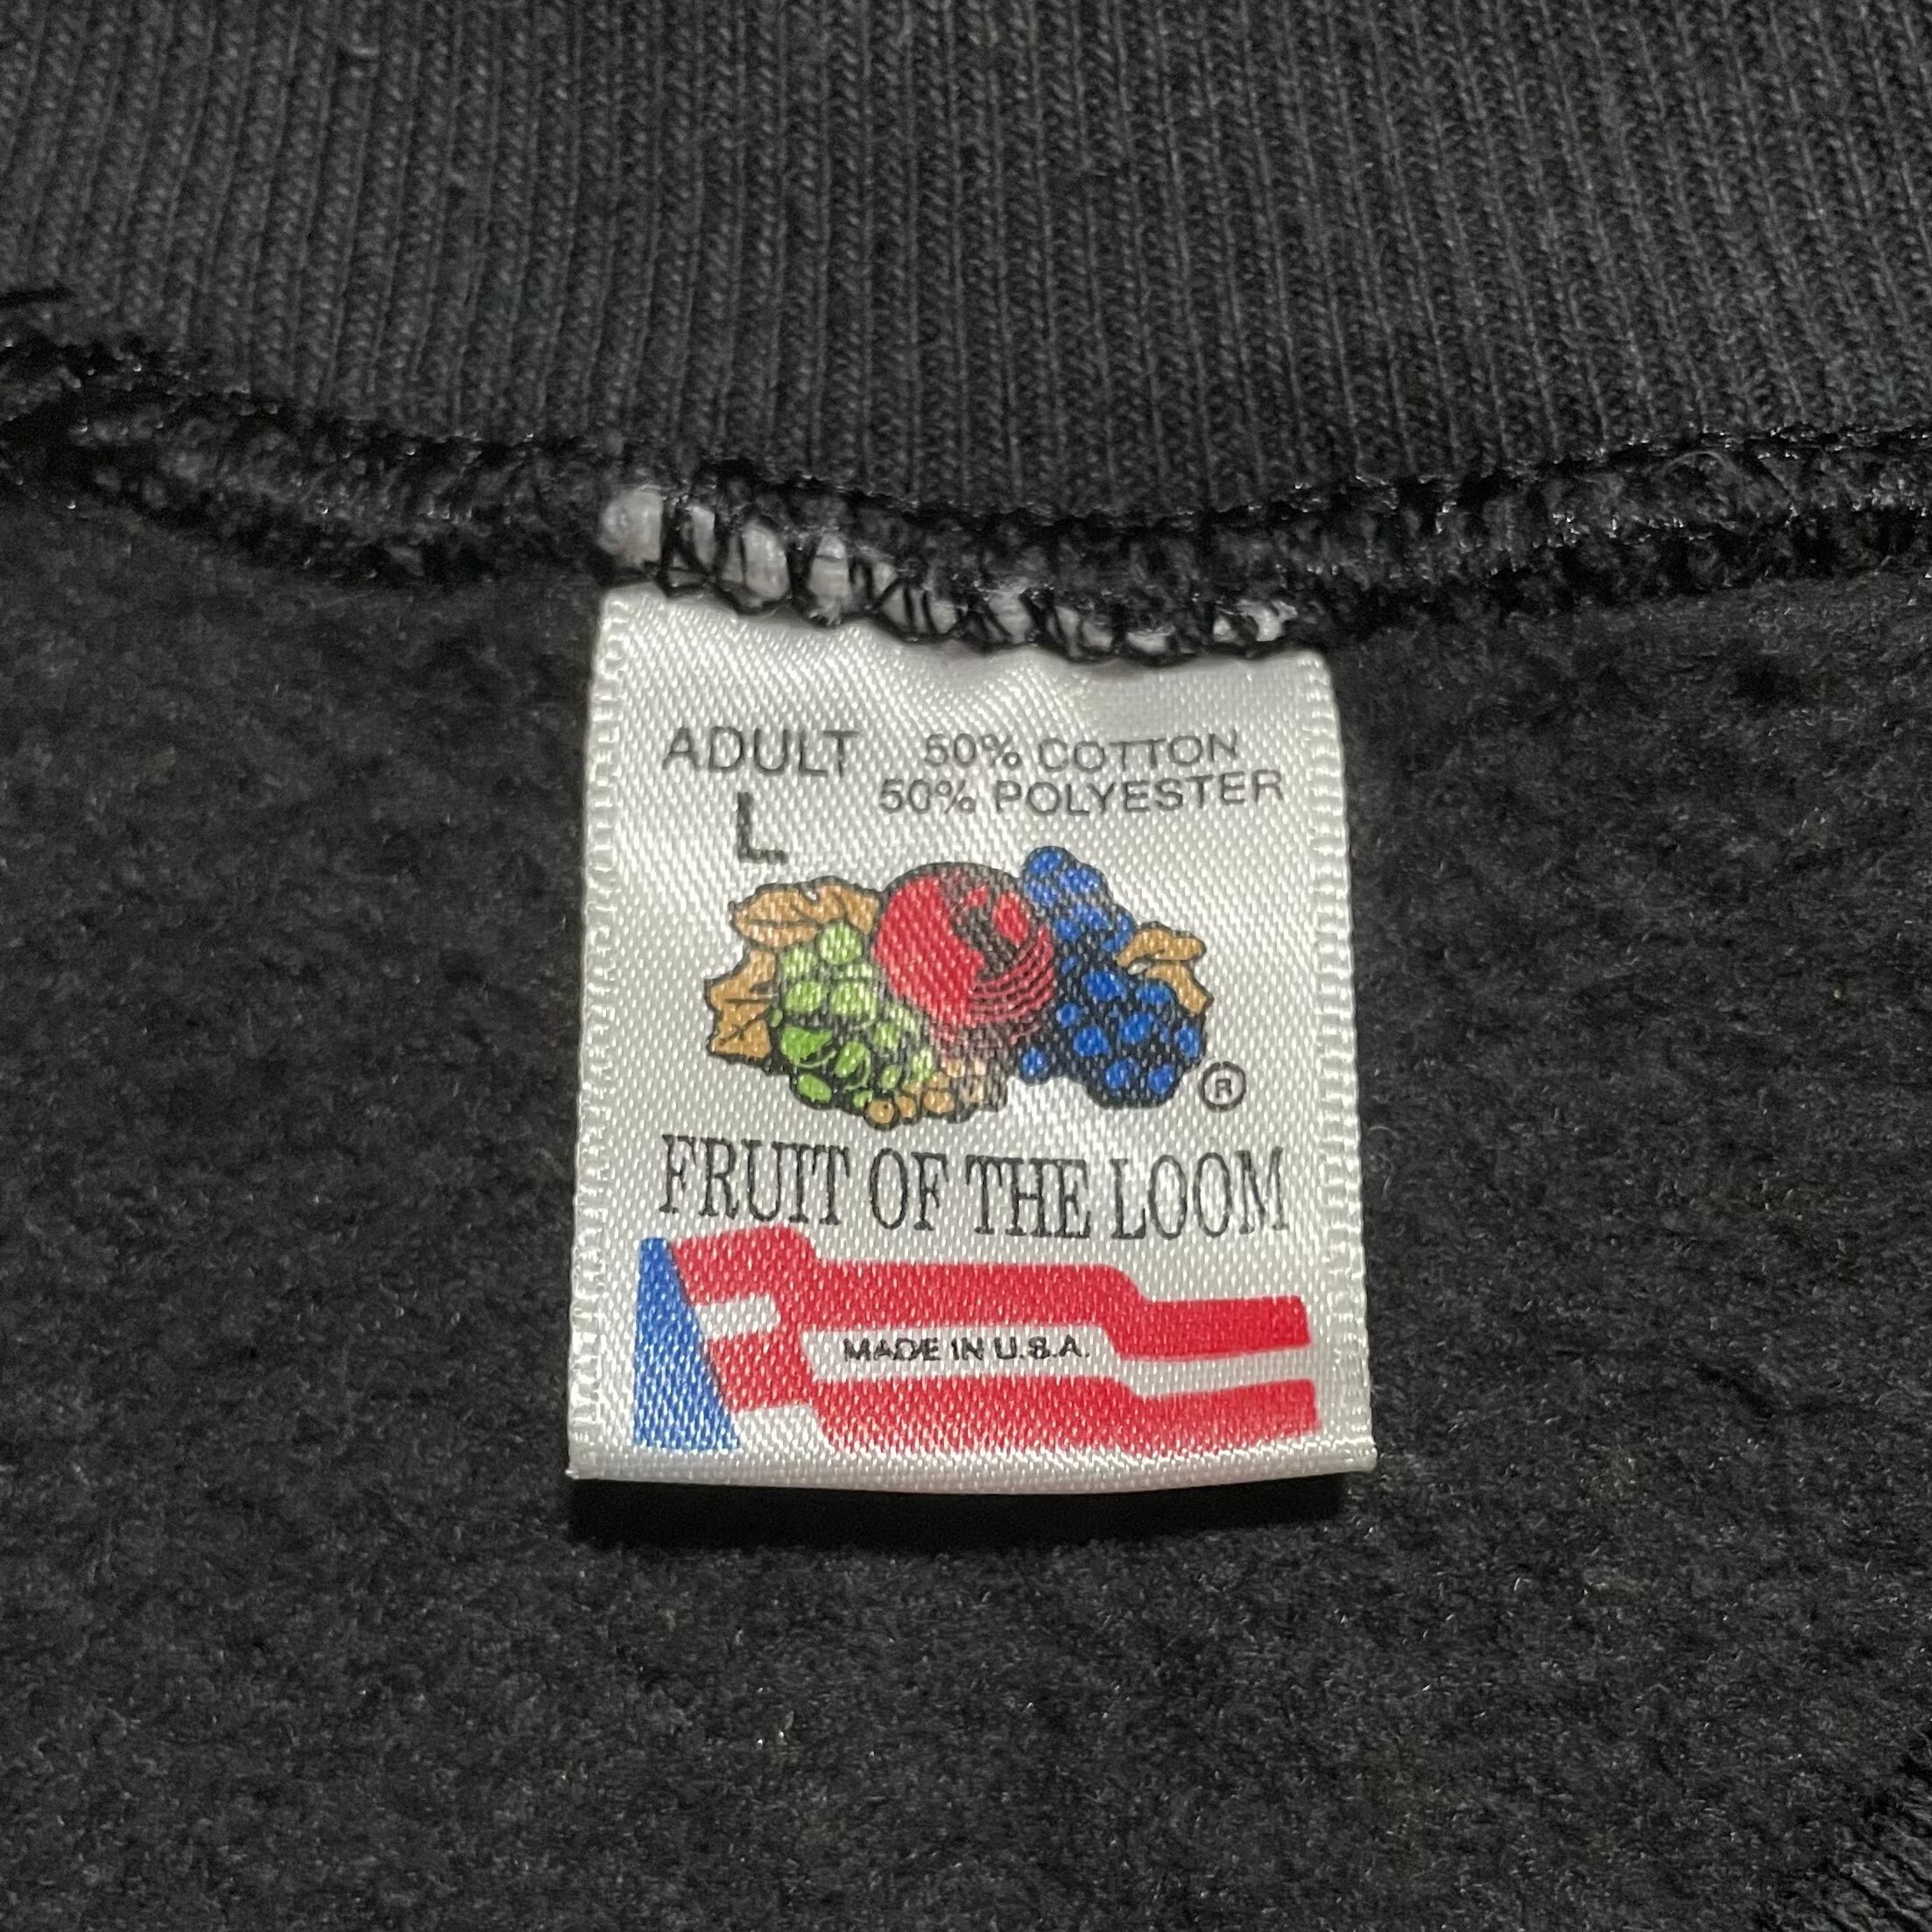 ADULT
L
50% COTTON
50% POLYESTER
®
FRUIT OF THE LOOM
MADE IN U.S.A.